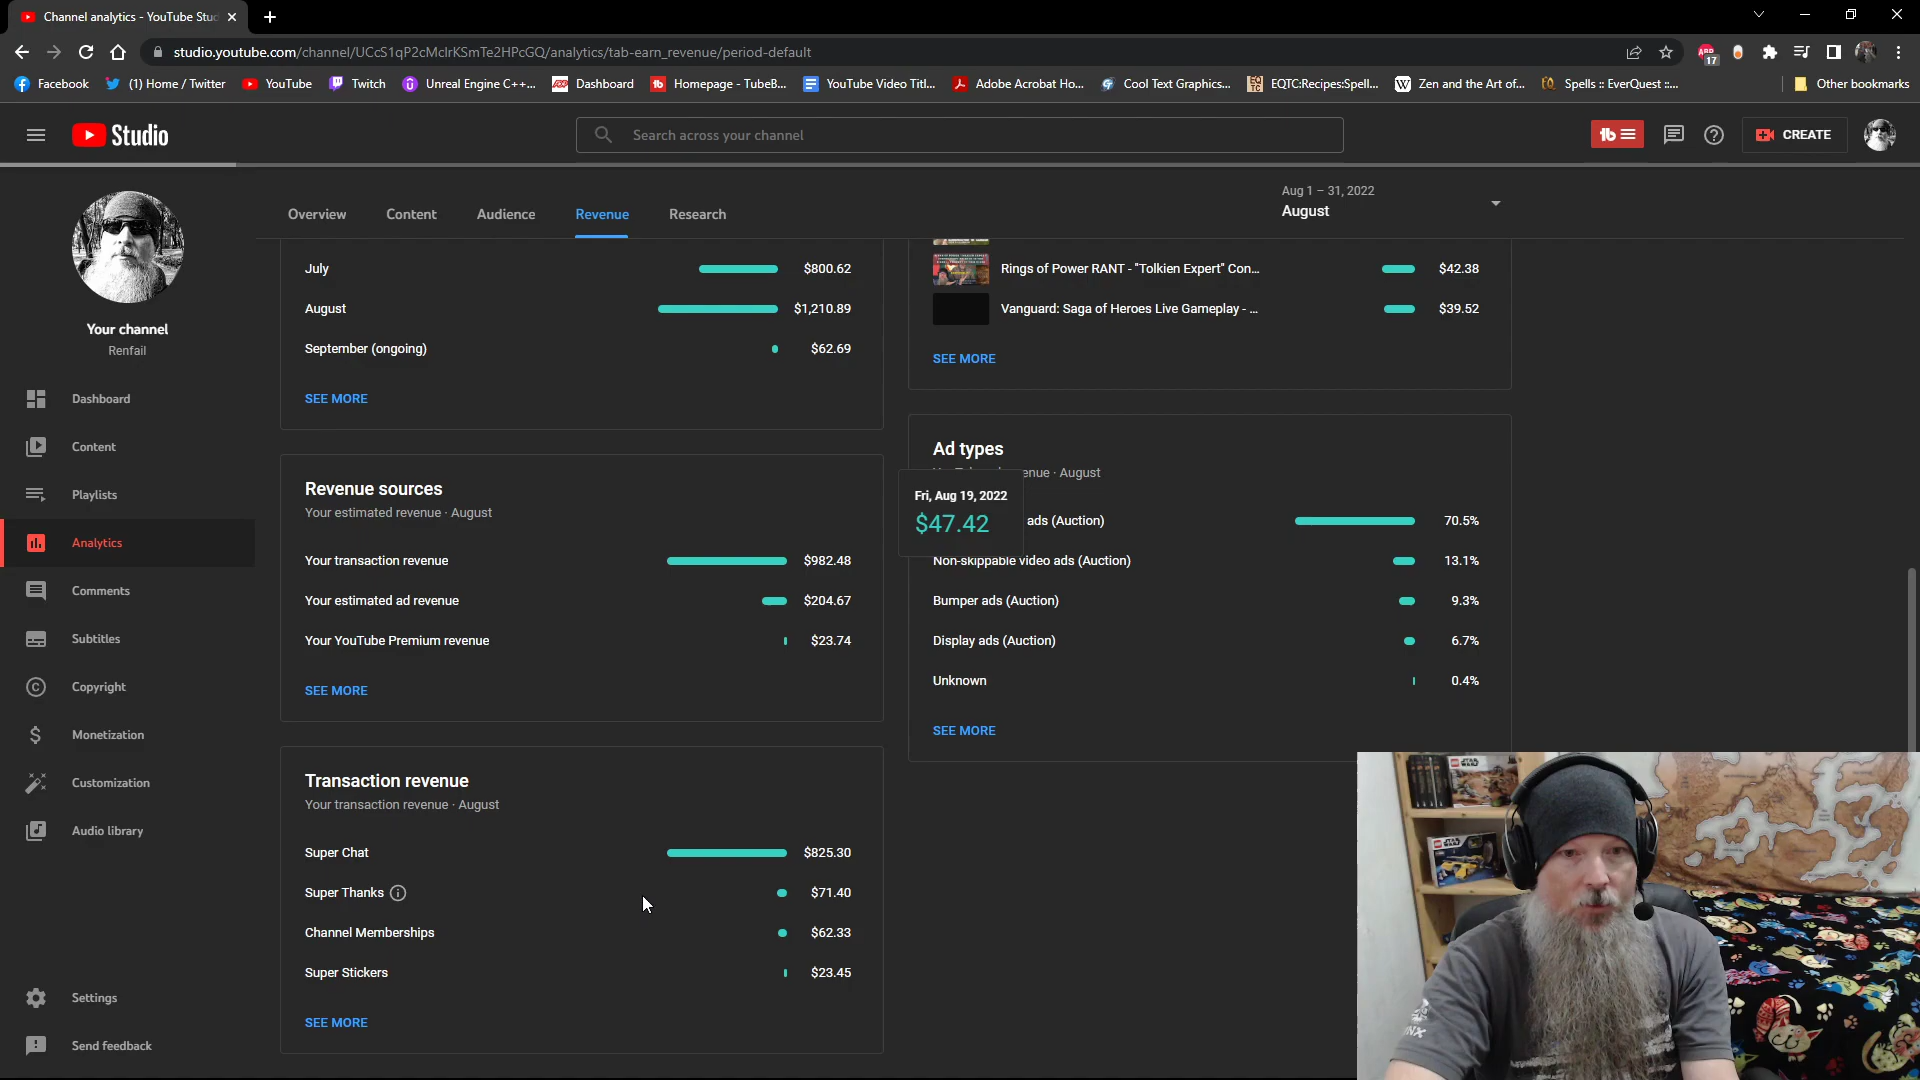 Channel analytics - YouTube Stu
studio.youtube.com/channel/UCcS1qP2cMclrKSmTe2HPcGQ/analytics/tab-earn_revenue/period-default
17
Facebook
(1) Home / Twitter
YouTube
Twitch
Unreal Engine C++...
Dashboard
Homepage - TubeB...
YouTube Video Titl...
Adobe Acrobat Ho...
Cool Text Graphics...
EQTC:Recipes:Spell...
Zen and the Art of...
Spells :: EverQuest ::...
Other bookmarks
Studio
Search across your channel
CREATE
Your channel
Renfail
Dashboard
Content
Playlists
Analytics
Comments
Subtitles
Copyright
Monetization
Customization
Audio library
Settings
Send feedback
Overview
Content
Audience
Revenue
Research
Aug 1 – 31, 2022
August
July $800.62
August $1,210.89
September (ongoing) $62.69
SEE MORE
Revenue sources
Your estimated revenue · August
Your transaction revenue $982.48
Your estimated ad revenue $204.67
Your YouTube Premium revenue $23.74
SEE MORE
Transaction revenue
Your transaction revenue · August
Super Chat $825.30
Super Thanks $71.40
Channel Memberships $62.33
Super Stickers $23.45
SEE MORE
Rings of Power RANT - "Tolkien Expert" Con... $42.38
Vanguard: Saga of Heroes Live Gameplay - ... $39.52
SEE MORE
Ad types
enue · August
Fri, Aug 19, 2022
$47.42
ads (Auction) 70.5%
Non-skippable video ads (Auction) 13.1%
Bumper ads (Auction) 9.3%
Display ads (Auction) 6.7%
Unknown 0.4%
SEE MORE
STAR WARS
STAR WARS